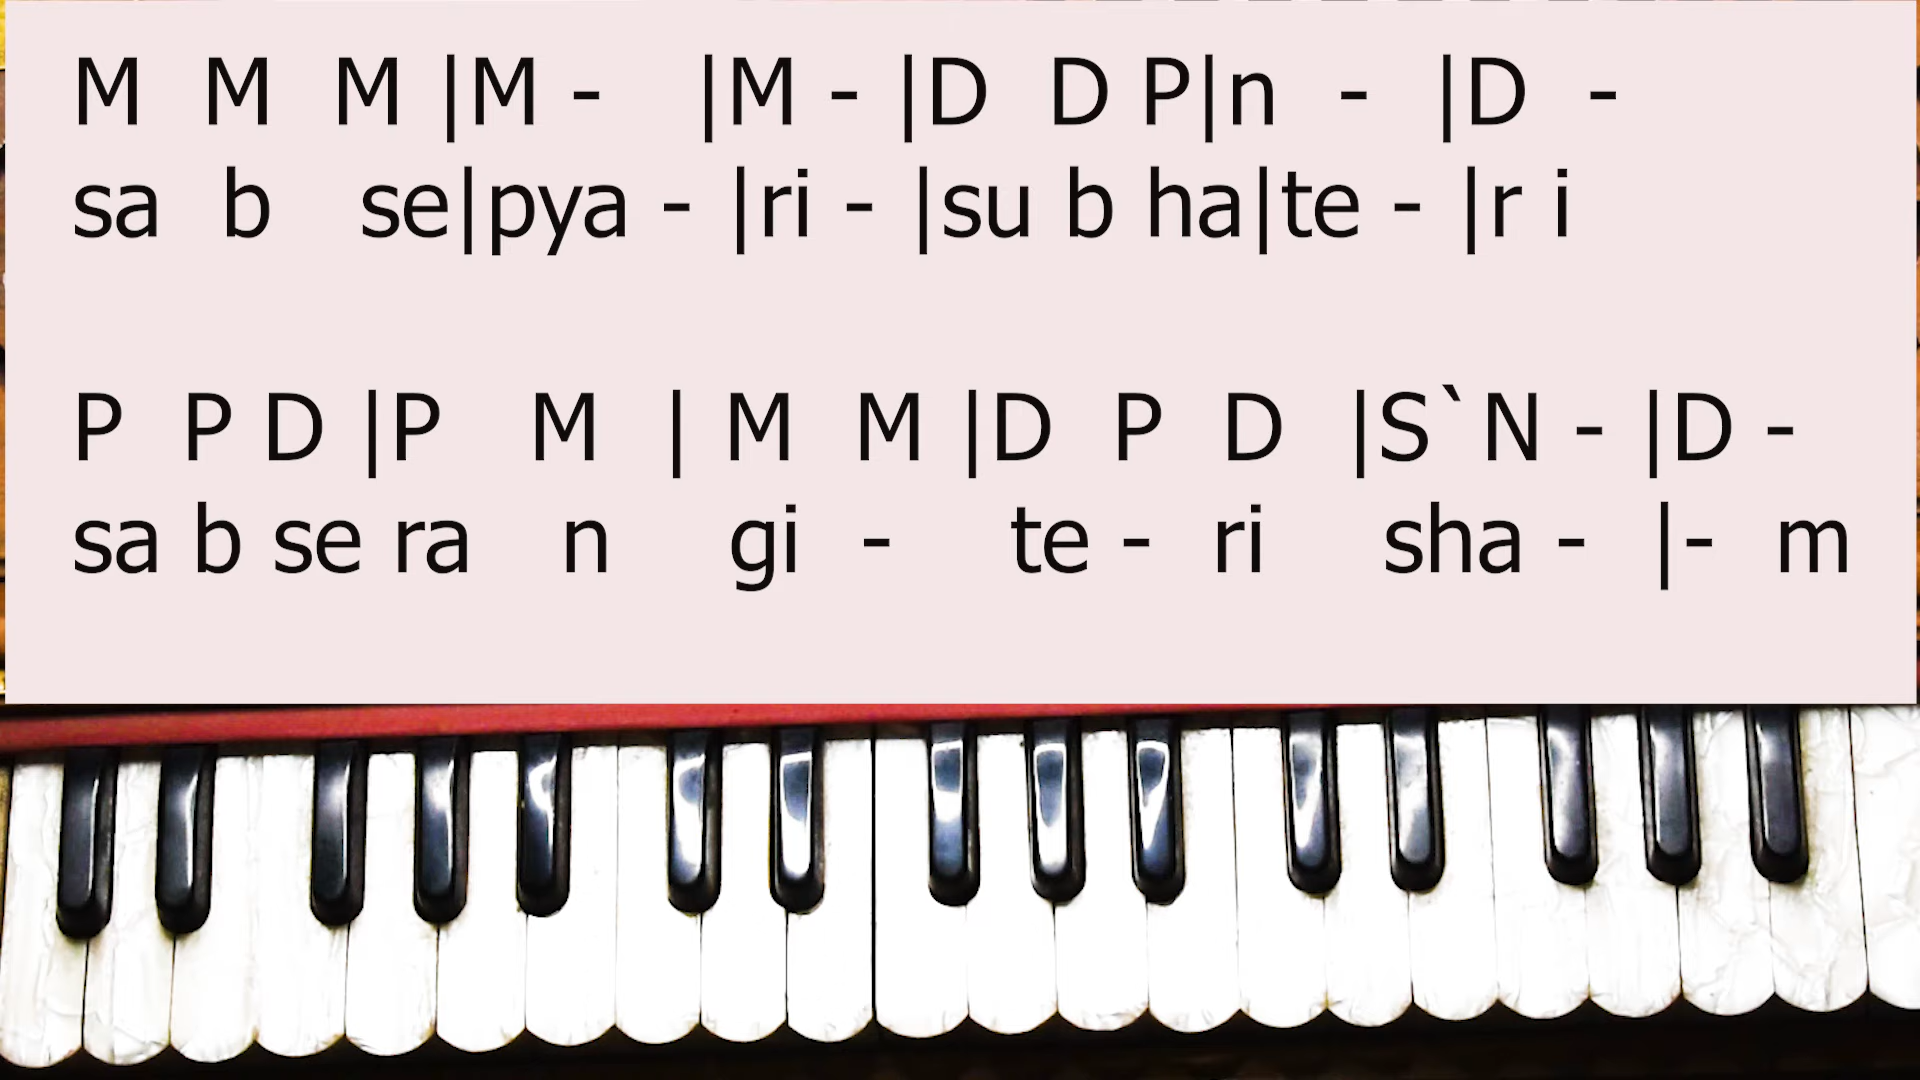 M M M |M - |M - |D D P|n - |D -
sa b se|pya - |ri - |su b ha|te - |r i
P P D |P M | M M |D P D |S`N - |D -
sa b se ra n gi - te - ri sha - |- m